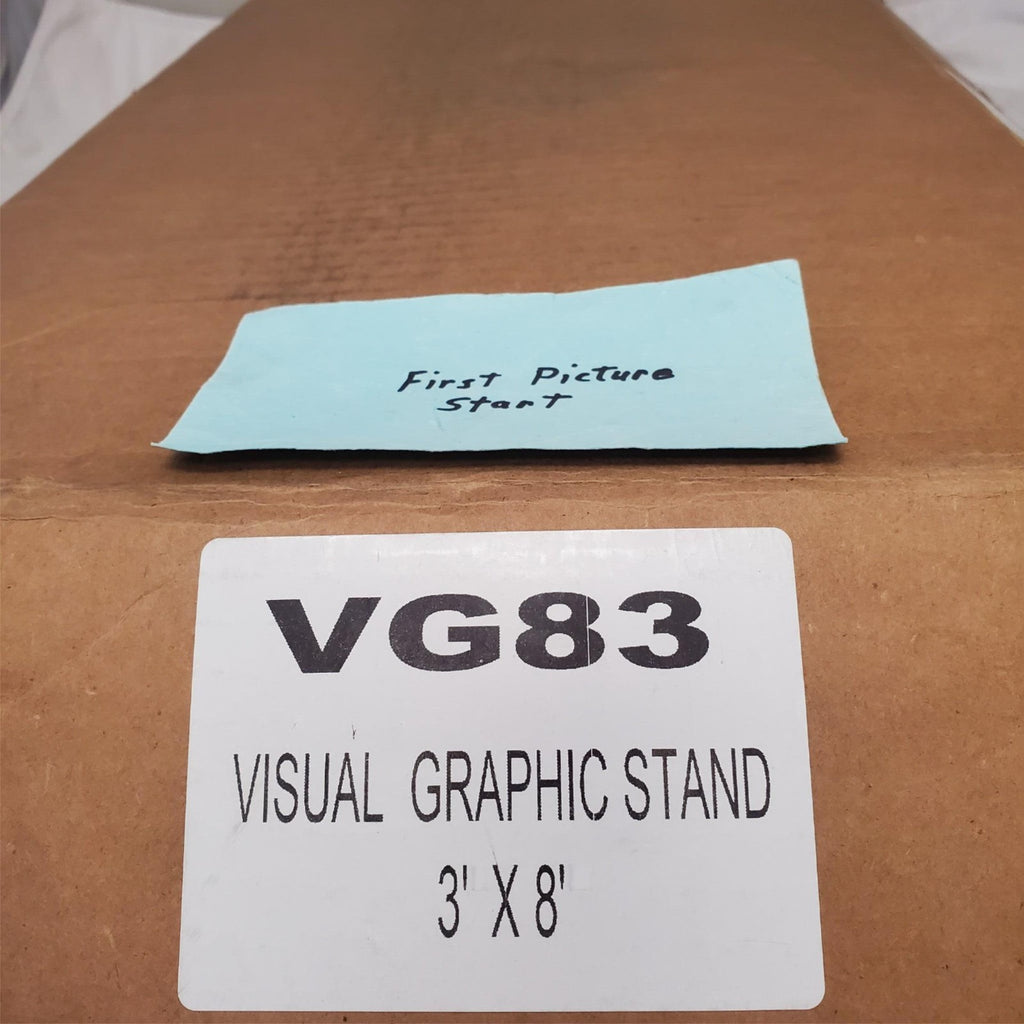 First Picture
Start
VG83
VISUAL GRAPHIC STAND
3' X 8'